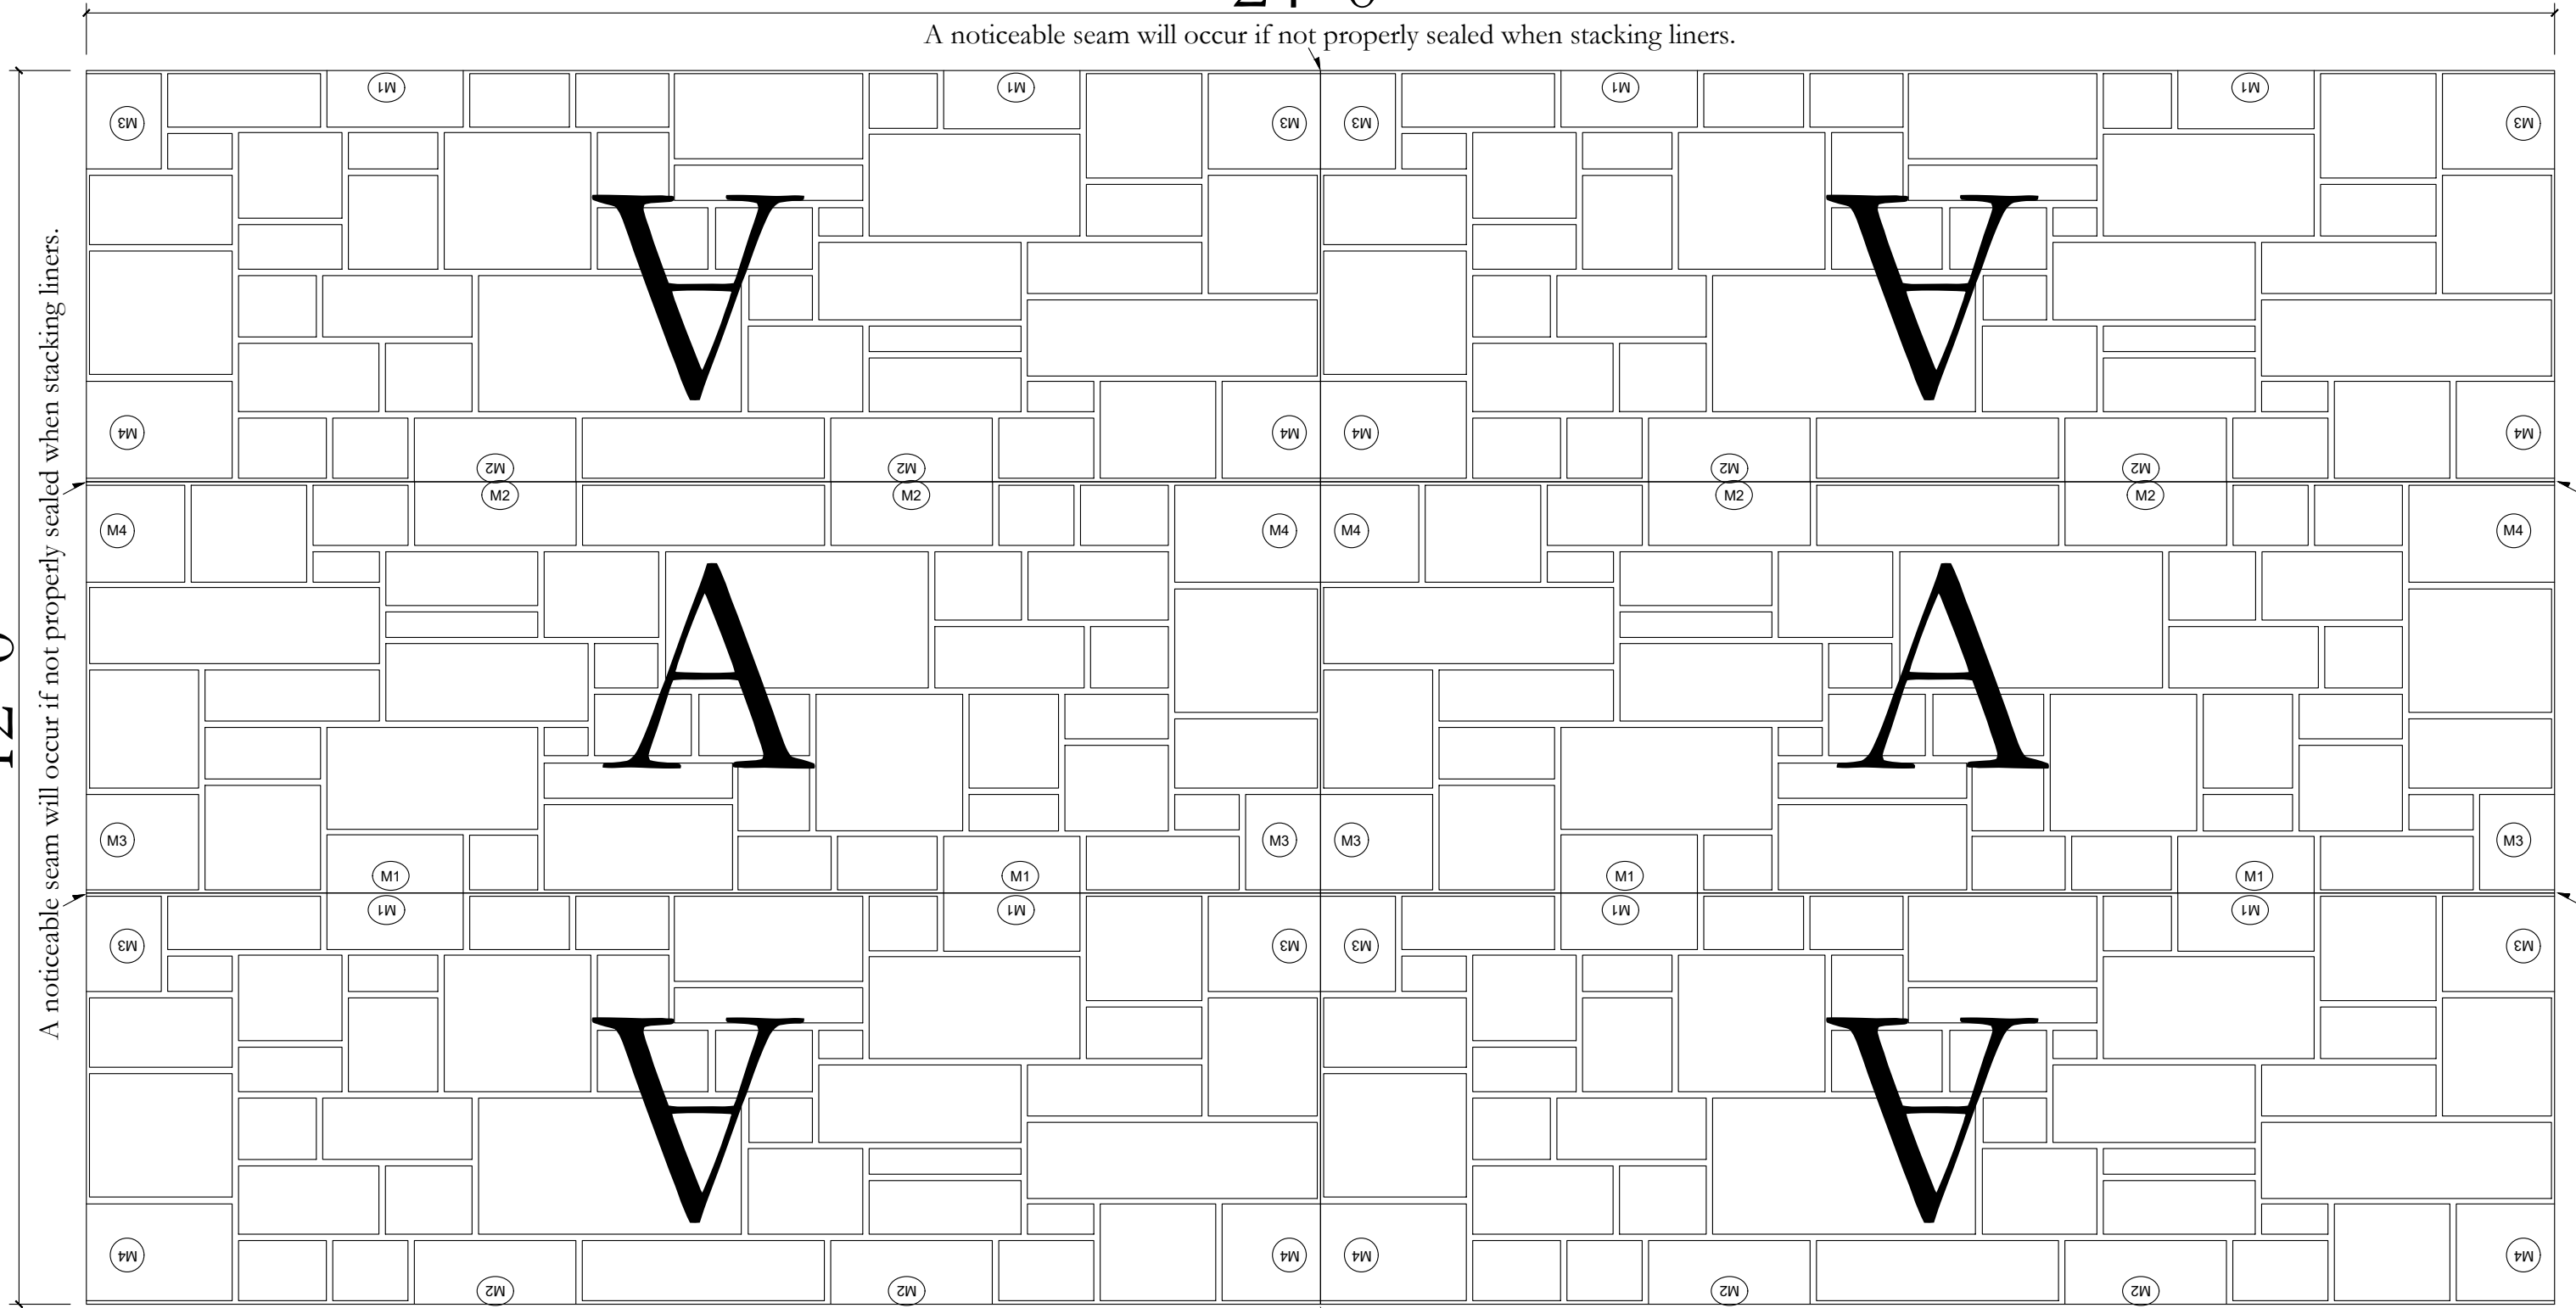 A noticeable seam will occur if not properly sealed when stacking liners.
M1 M1 M1 M1
M3 M3 M3 M3
A A
M4 M4 M4 M4
M2 M2 M2 M2
M2 M2 M2 M2
M4 M4 M4 M4
A noticeable seam will occur if not properly sealed when stacking liners.
A A
M3 M3 M3 M3
M1 M1 M1 M1
M1 M1 M1 M1
M3 M3 M3 M3
A A
M4 M4 M4 M4
M2 M2 M2 M2